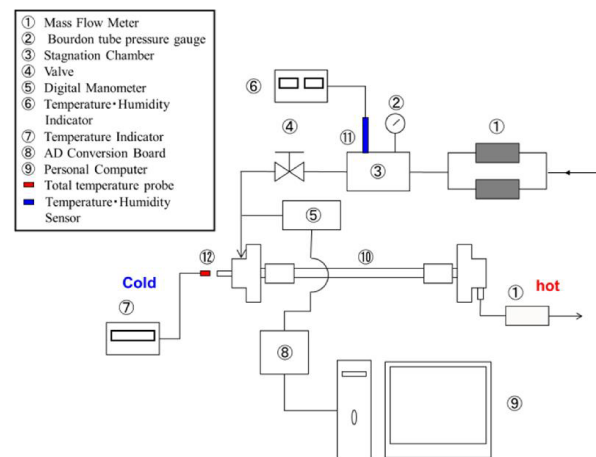 ① Mass Flow Meter
② Bourdon tube pressure gauge
③ Stagnation Chamber
④ Valve
⑤ Digital Manometer
⑥ Temperature・Humidity
Indicator
⑦ Temperature Indicator
⑧ AD Conversion Board
⑨ Personal Computer
Total temperature probe
Temperature・Humidity
Sensor
⑥
②
④
⑪
①
③
⑤
⑫
⑩
Cold
hot
⑦
①
⑧
⑨